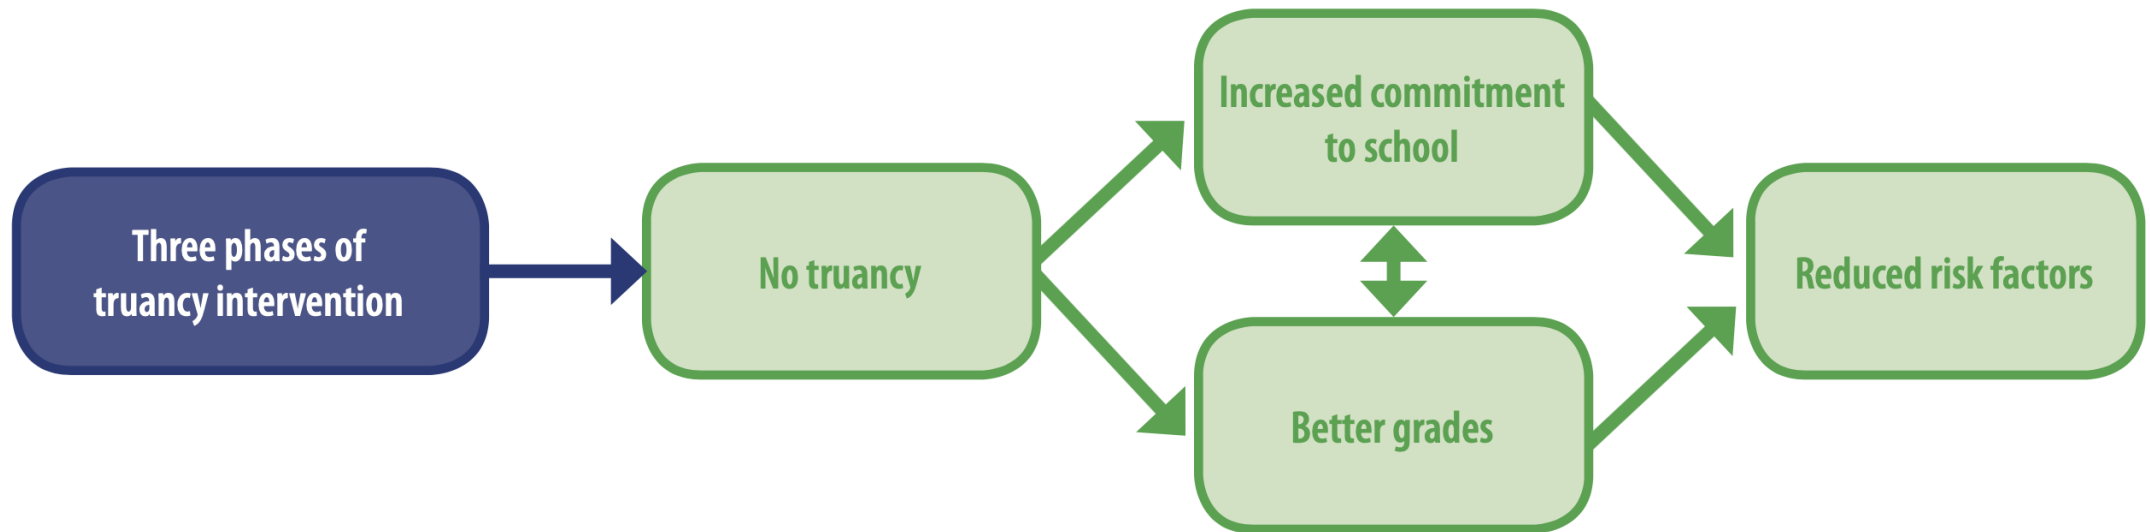 Three phases of
truancy intervention
No truancy
Increased commitment
to school
Better grades
Reduced risk factors